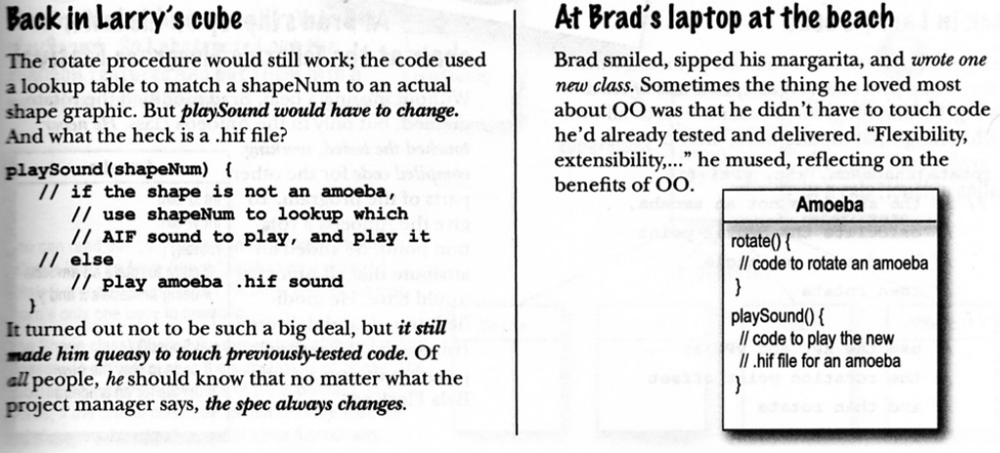 Back in Larry's cube
The rotate procedure would still work; the code used
a lookup table to match a shapeNum to an actual
shape graphic. But playSound would have to change.
And what the heck is a .hif file?
playSound(shapeNum) {
// if the shape is not an amoeba,
// use shapeNum to lookup which
// AIF sound to play, and play it
// else
// play amoeba .hif sound
}
It turned out not to be such a big deal, but it still
made him queasy to touch previously-tested code. Of
all people, he should know that no matter what the
project manager says, the spec always changes.
At Brad's laptop at the beach
Brad smiled, sipped his margarita, and wrote one
new class. Sometimes the thing he loved most
about OO was that he didn't have to touch code
he'd already tested and delivered. "Flexibility,
extensibility,..." he mused, reflecting on the
benefits of OO.
Amoeba
rotate() {
// code to rotate an amoeba
}
playSound() {
// code to play the new
// .hif file for an amoeba
}